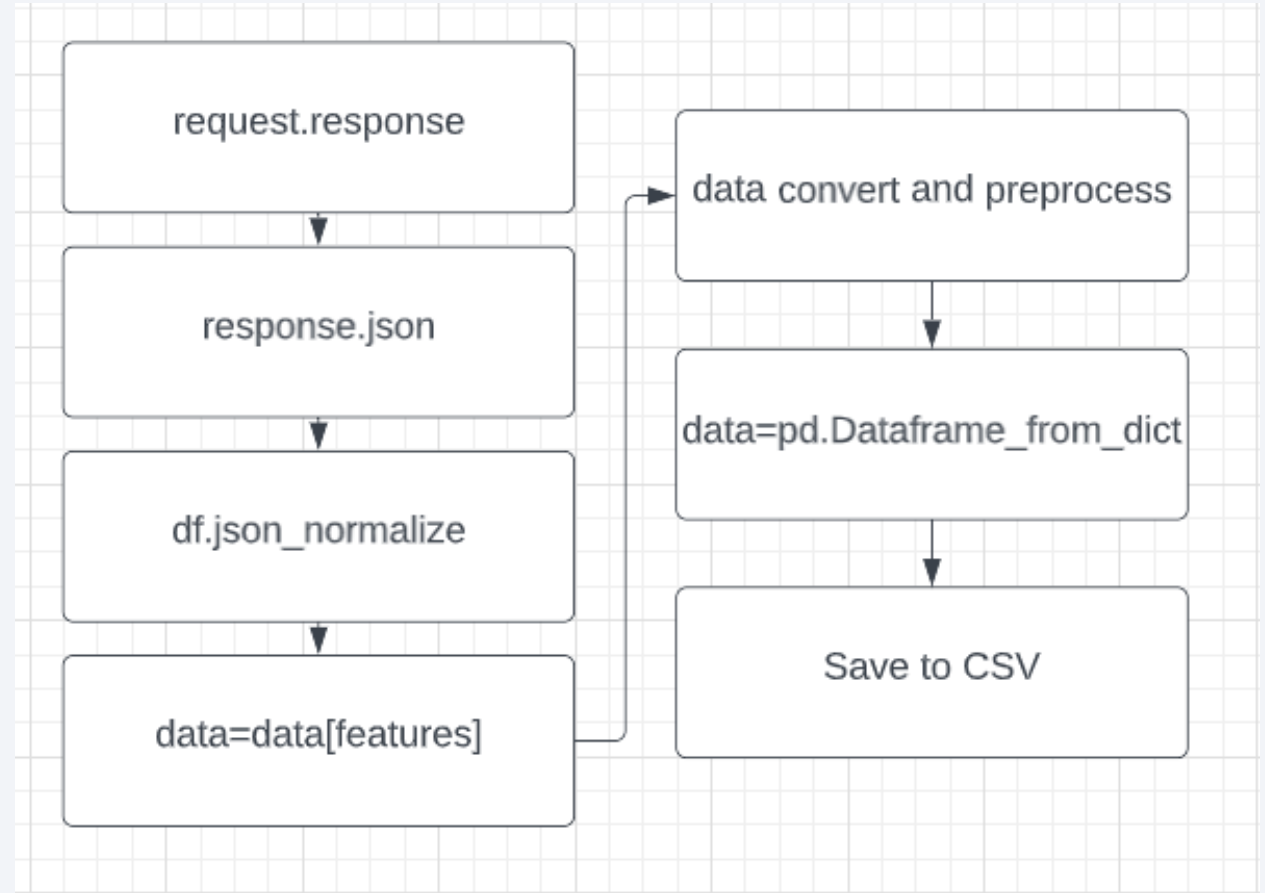 request.response
response.json
df.json_normalize
data=data[features]
data convert and preprocess
data=pd.Dataframe_from_dict
Save to CSV